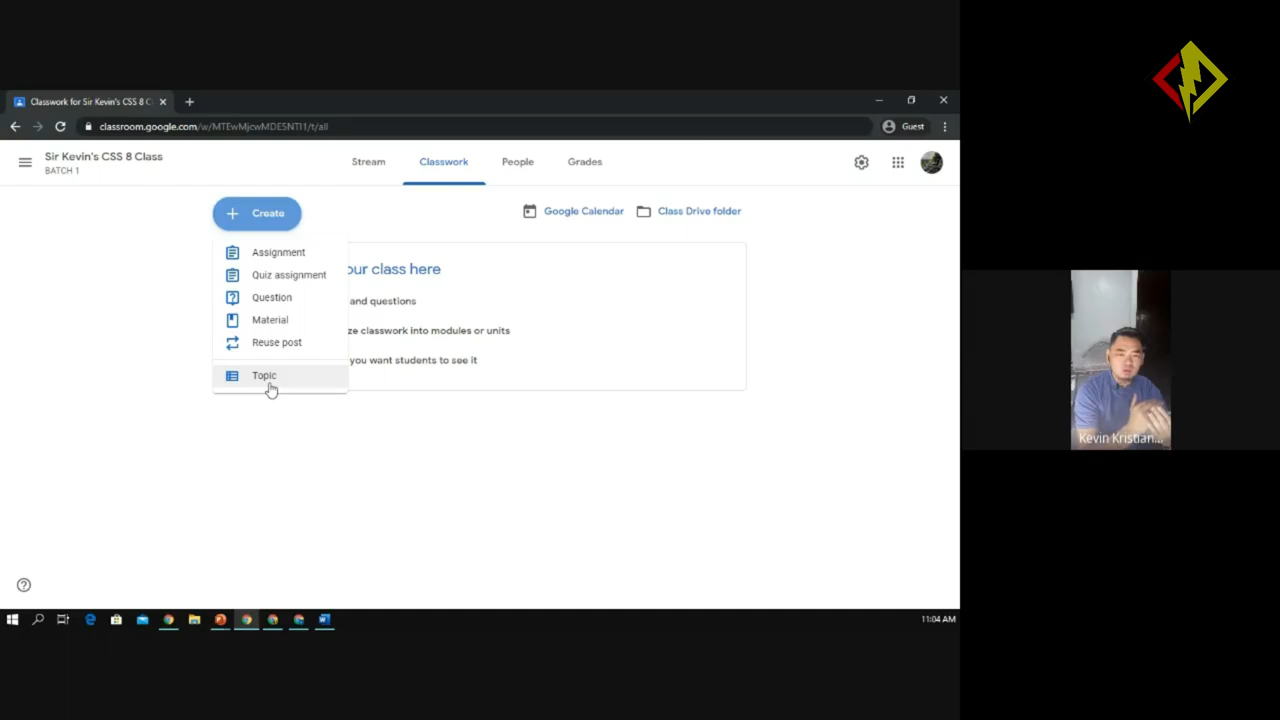 Classwork for Sir Kevin's CSS 8 C
classroom.google.com/w/MTEwMjcwMDE5NTI1/t/all
Guest
Sir Kevin's CSS 8 Class
BATCH 1
Stream
Classwork
People
Grades
Create
Google Calendar
Class Drive folder
Assignment
Quiz assignment
Question
Material
Reuse post
Topic
our class here
and questions
ze classwork into modules or units
you want students to see it
Kevin Kristian...
11:04 AM